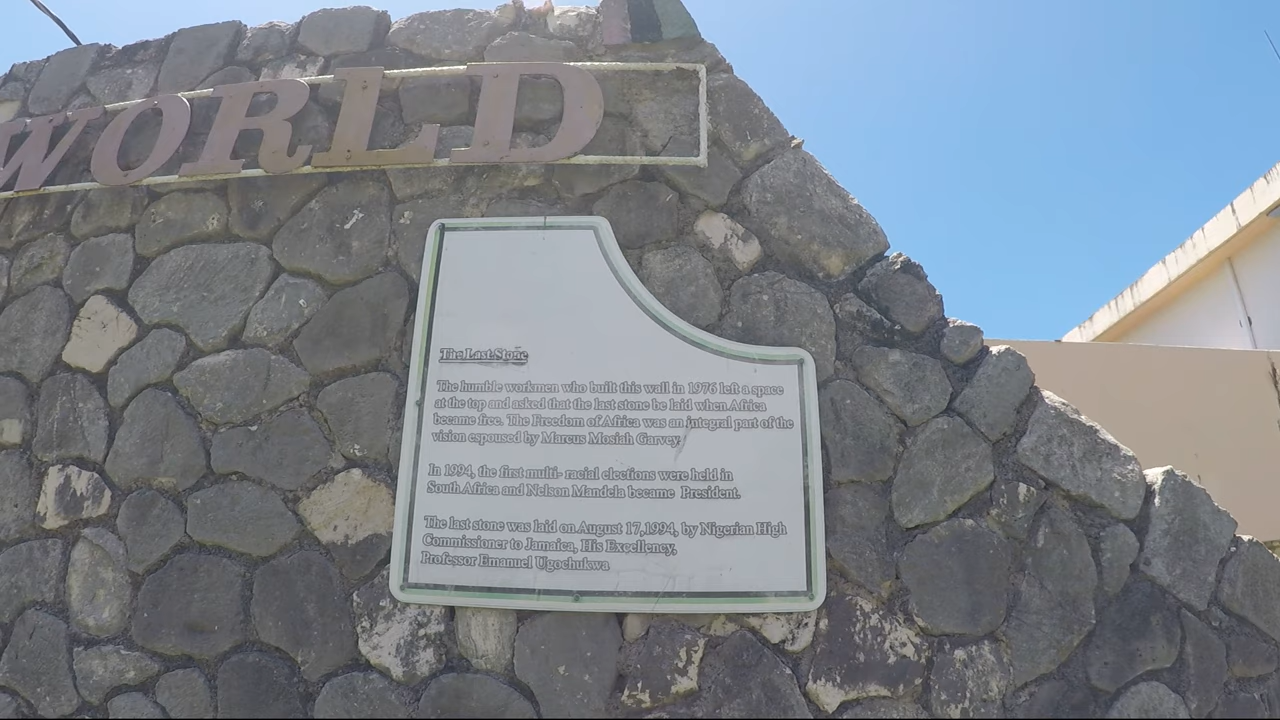 WORLD
The Last Stone
The humble workmen who built this wall in 1976 left a space
at the top and asked that the last stone be laid when Africa
became free. The Freedom of Africa was an integral part of the
vision espoused by Marcus Mosiah Garvey.
In 1994, the first multi- racial elections were held in
South Africa and Nelson Mandela became President.
The last stone was laid on August 17,1994, by Nigerian High
Commissioner to Jamaica, His Excellency,
Professor Emanuel Ugochukwa